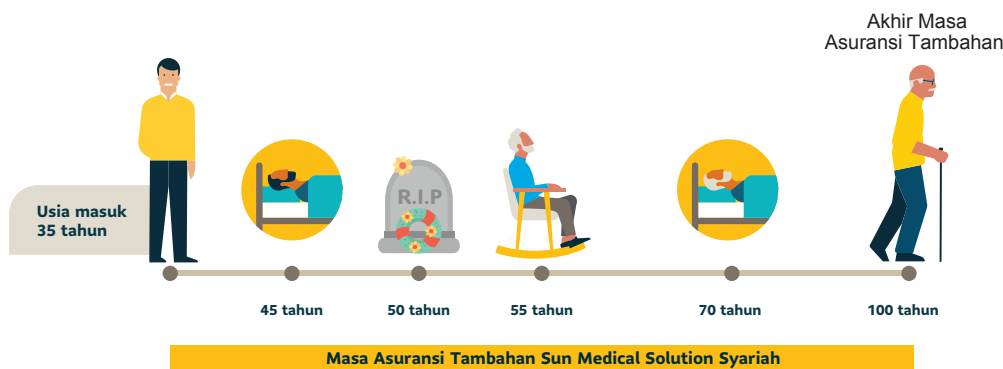 Akhir Masa
Asuransi Tambahan
R.I.P
Usia masuk
35 tahun
45 tahun
50 tahun
55 tahun
70 tahun
100 tahun
Masa Asuransi Tambahan Sun Medical Solution Syariah